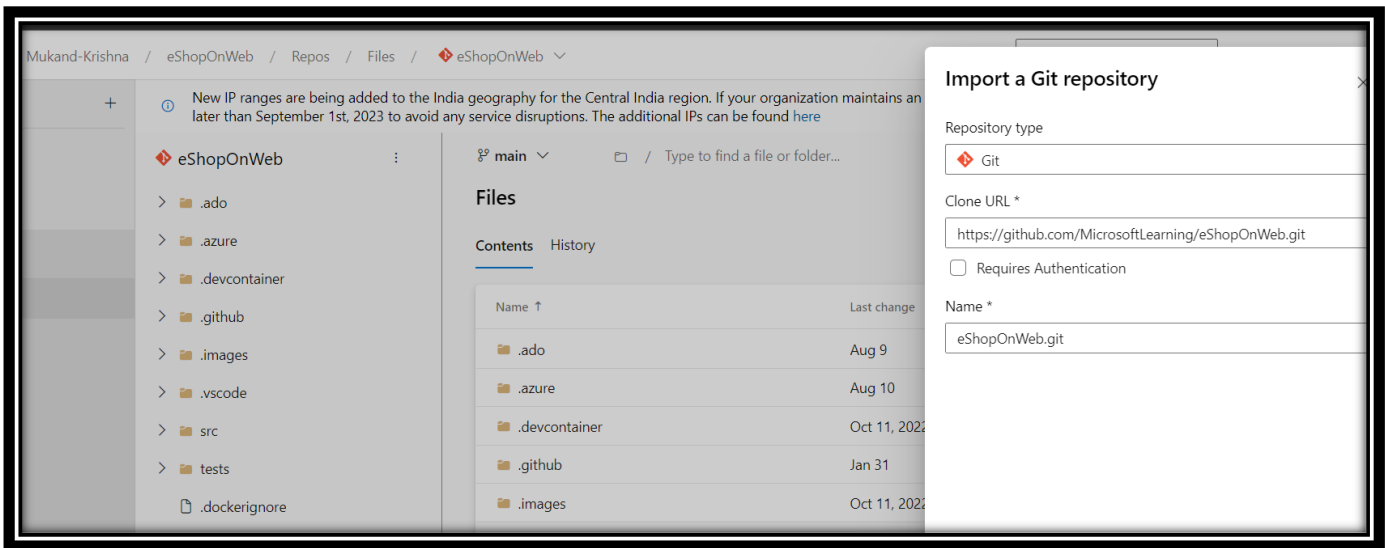 Mukand-Krishna / eShopOnWeb / Repos / Files / eShopOnWeb
New IP ranges are being added to the India geography for the Central India region. If your organization maintains an
later than September 1st, 2023 to avoid any service disruptions. The additional IPs can be found here
eShopOnWeb
.ado
.azure
.devcontainer
.github
.images
.vscode
src
tests
.dockerignore
main / Type to find a file or folder...
Files
Contents History
Name ↑ Last change
.ado Aug 9
.azure Aug 10
.devcontainer Oct 11, 2022
.github Jan 31
.images Oct 11, 2022
Import a Git repository
Repository type
Git
Clone URL *
https://github.com/MicrosoftLearning/eShopOnWeb.git
Requires Authentication
Name *
eShopOnWeb.git